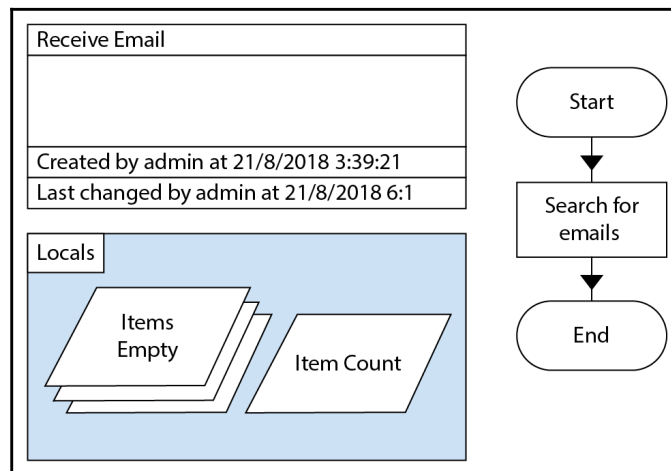 Receive Email
Created by admin at 21/8/2018 3:39:21
Last changed by admin at 21/8/2018 6:1
Locals
Items
Empty
Item Count
Start
Search for
emails
End